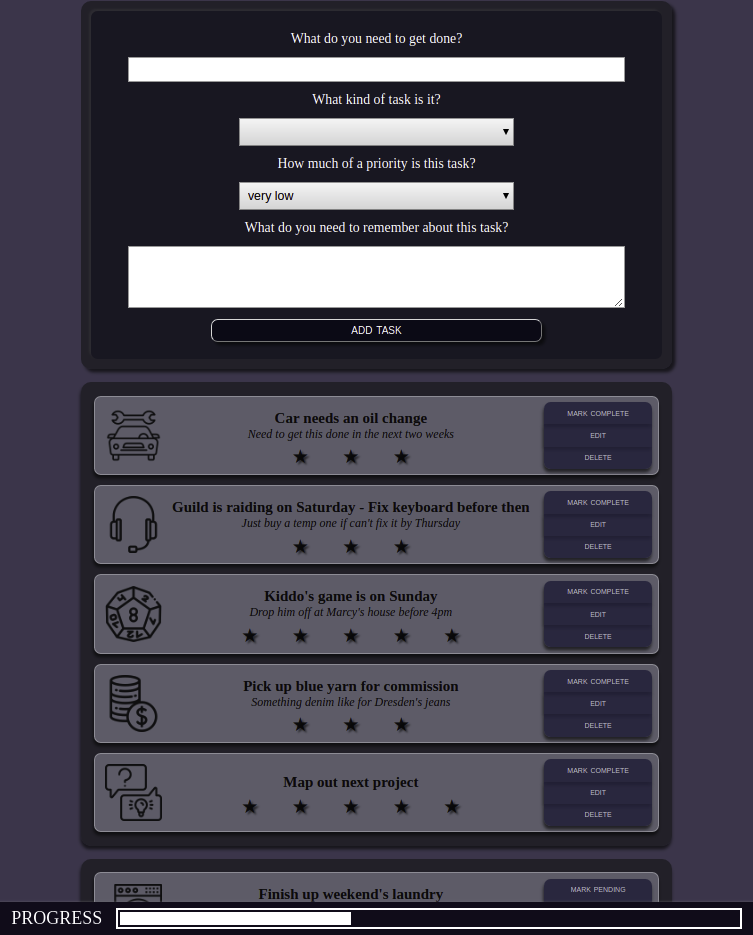 What do you need to get done?
What kind of task is it?
How much of a priority is this task?
very low
What do you need to remember about this task?
ADD TASK
Car needs an oil change
Need to get this done in the next two weeks
MARK COMPLETE
EDIT
DELETE
Guild is raiding on Saturday - Fix keyboard before then
Just buy a temp one if can't fix it by Thursday
MARK COMPLETE
EDIT
DELETE
Kiddo's game is on Sunday
Drop him off at Marcy's house before 4pm
MARK COMPLETE
EDIT
DELETE
8
12
Pick up blue yarn for commission
Something denim like for Dresden's jeans
MARK COMPLETE
EDIT
DELETE
$
Map out next project
MARK COMPLETE
EDIT
DELETE
?
Finish up weekend's laundry
MARK PENDING
PROGRESS